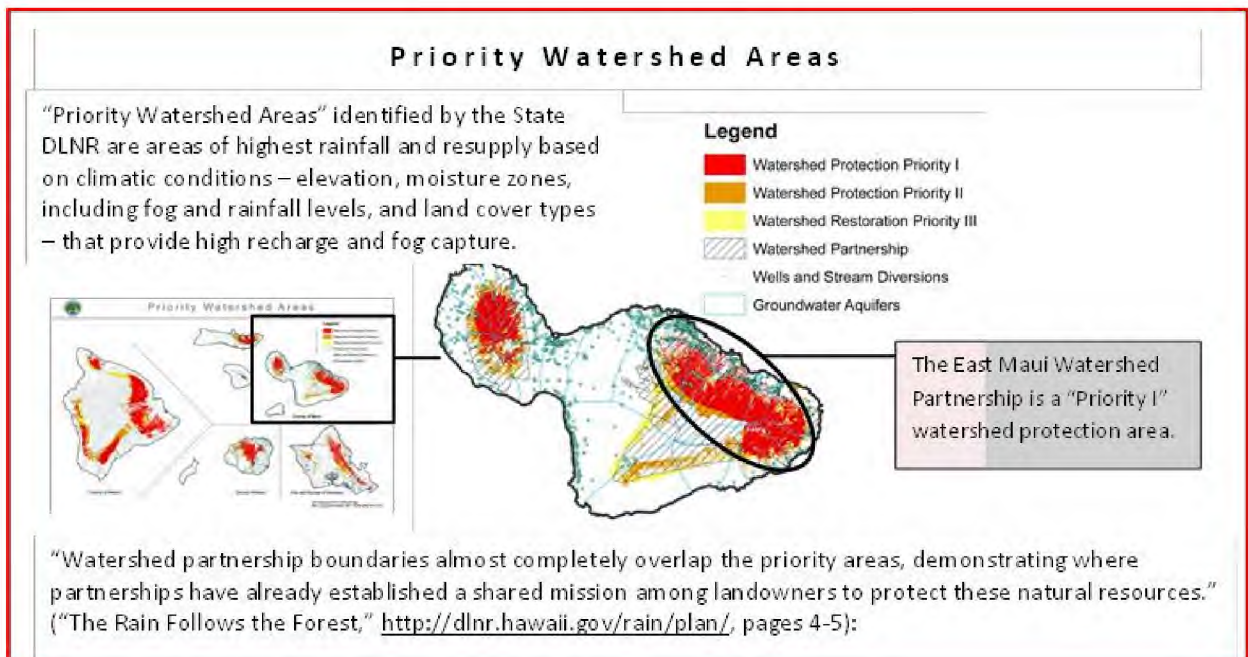 Priority Watershed Areas
“Priority Watershed Areas” identified by the State
DLNR are areas of highest rainfall and resupply based
on climatic conditions – elevation, moisture zones,
including fog and rainfall levels, and land cover types
– that provide high recharge and fog capture.
Legend
Watershed Protection Priority I
Watershed Protection Priority II
Watershed Restoration Priority III
Watershed Partnership
Wells and Stream Diversions
Groundwater Aquifers
Priority Watershed Areas
The East Maui Watershed
Partnership is a “Priority I”
watershed protection area.
“Watershed partnership boundaries almost completely overlap the priority areas, demonstrating where
partnerships have already established a shared mission among landowners to protect these natural resources.”
(“The Rain Follows the Forest,” http://dlnr.hawaii.gov/rain/plan/, pages 4-5):